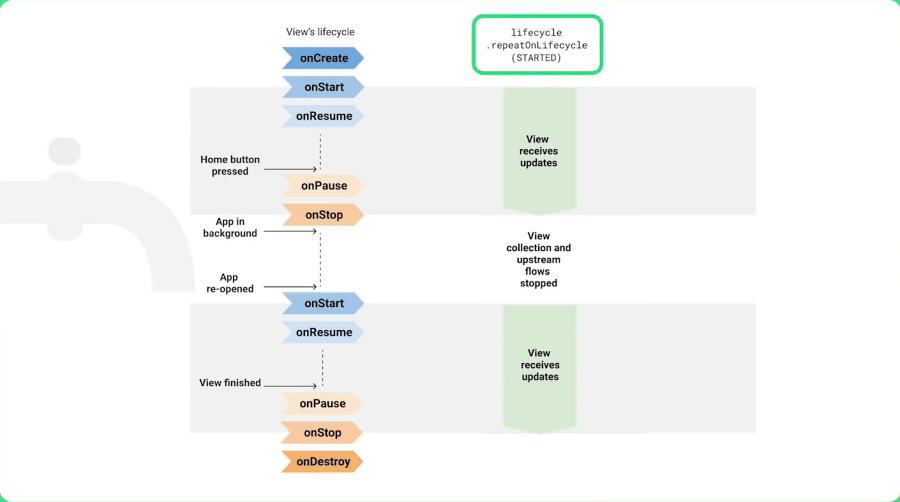 View's lifecycle
lifecycle
.repeatOnLifecycle
(STARTED)
onCreate
onStart
onResume
View
receives
updates
Home button
pressed
onPause
onStop
App in
background
View
collection and
upstream
flows
stopped
App
re-opened
onStart
onResume
View
receives
updates
View finished
onPause
onStop
onDestroy